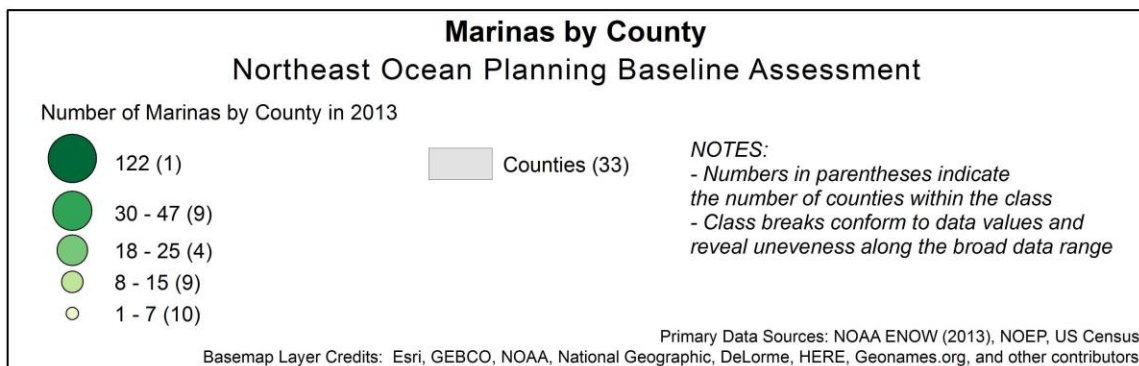 Marinas by County
Northeast Ocean Planning Baseline Assessment
Number of Marinas by County in 2013
122 (1)
30 - 47 (9)
18 - 25 (4)
8 - 15 (9)
1 - 7 (10)
Counties (33)
NOTES:
- Numbers in parentheses indicate
the number of counties within the class
- Class breaks conform to data values and
reveal uneveness along the broad data range
Primary Data Sources: NOAA ENOW (2013), NOEP, US Census
Basemap Layer Credits: Esri, GEBCO, NOAA, National Geographic, DeLorme, HERE, Geonames.org, and other contributors